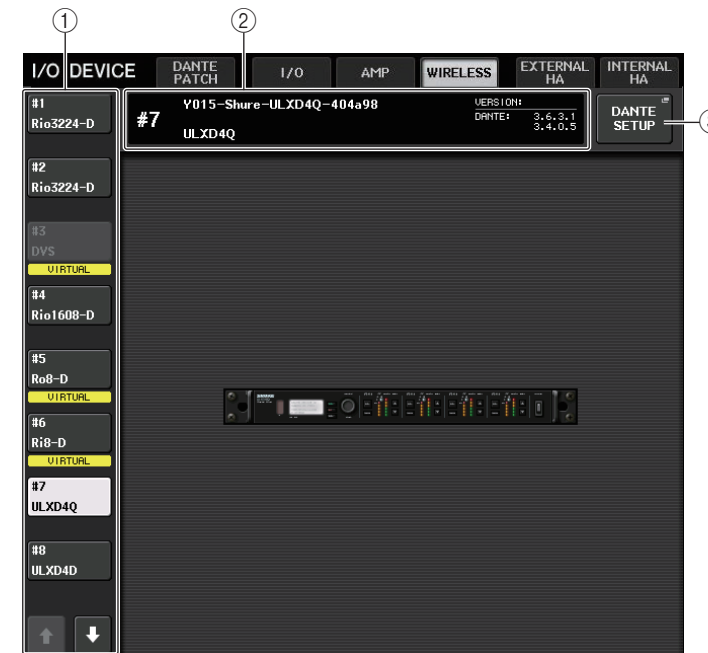 1
2
I/O DEVICE
DANTE PATCH
I/O
AMP
WIRELESS
EXTERNAL HA
INTERNAL HA
#1
Rio3224-D
#2
Rio3224-D
#3
DVS
VIRTUAL
#4
Rio1608-D
#5
Ro8-D
VIRTUAL
#6
Ri8-D
VIRTUAL
#7
ULXD4Q
#8
ULXD4D
#7
Y015-Shure-ULXD4Q-404a98
ULXD4Q
VERSION:
DANTE: 3.6.3.1
3.4.0.5
DANTE SETUP